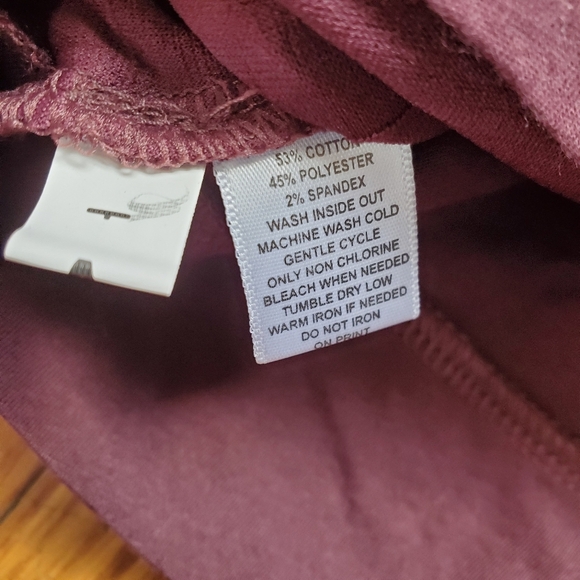 53% COTTON
45% POLYESTER
2% SPANDEX
WASH INSIDE OUT
MACHINE WASH COLD
GENTLE CYCLE
ONLY NON CHLORINE
BLEACH WHEN NEEDED
TUMBLE DRY LOW
WARM IRON IF NEEDED
DO NOT IRON
ON PRINT